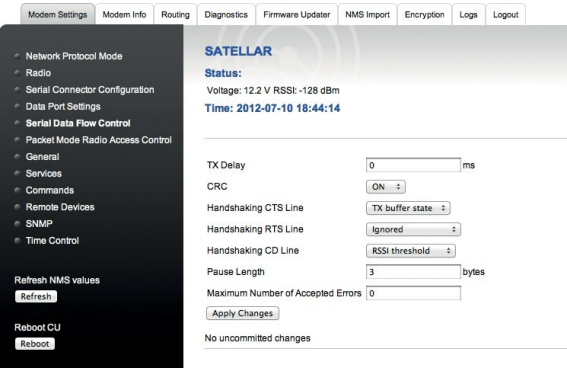 Modem Settings Modem Info Routing Diagnostics Firmware Updater NMS Import Encryption Logs Logout
Network Protocol Mode
Radio
Serial Connector Configuration
Data Port Settings
Serial Data Flow Control
Packet Mode Radio Access Control
General
Services
Commands
Remote Devices
SNMP
Time Control
Refresh NMS values
Refresh
Reboot CU
Reboot
SATELLAR
Status:
Voltage: 12.2 V RSSI: -128 dBm
Time: 2012-07-10 18:44:14
TX Delay 0 ms
CRC ON
Handshaking CTS Line TX buffer state
Handshaking RTS Line Ignored
Handshaking CD Line RSSI threshold
Pause Length 3 bytes
Maximum Number of Accepted Errors 0
Apply Changes
No uncommitted changes